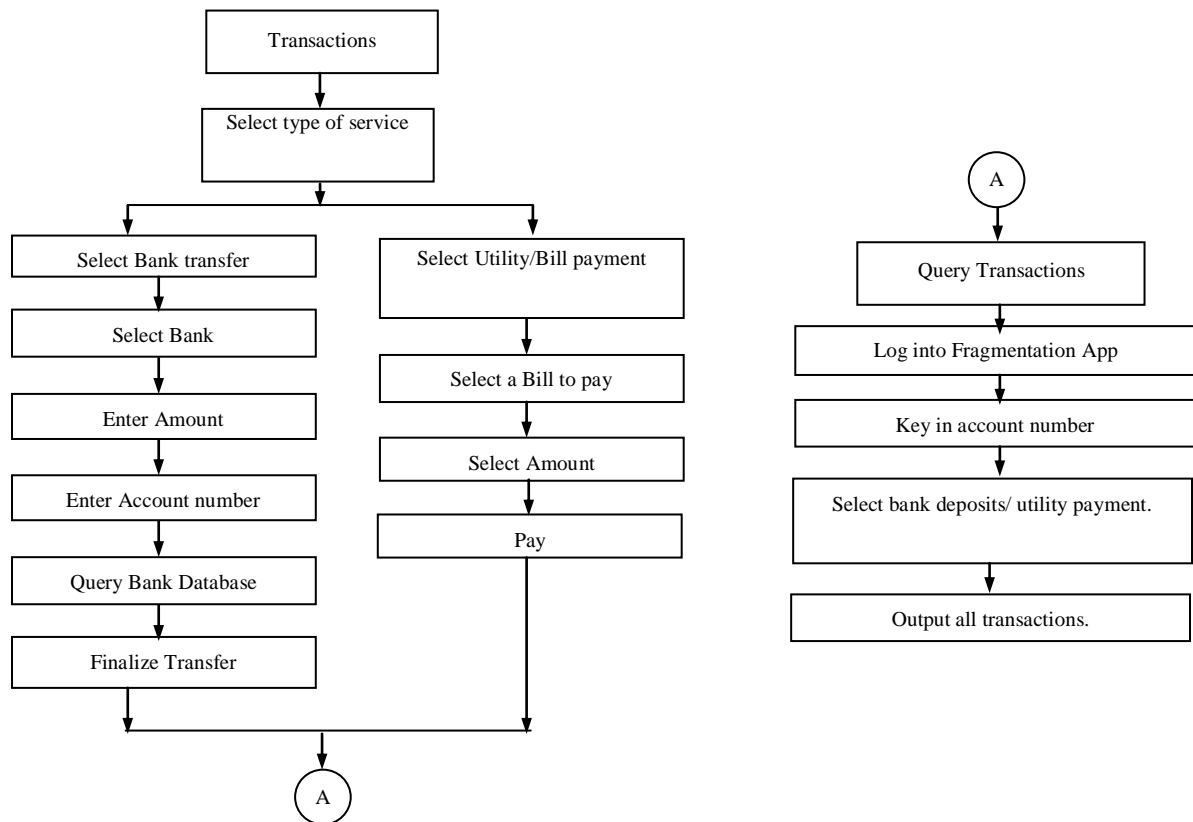 Transactions
Select type of service
Select Bank transfer
Select Bank
Enter Amount
Enter Account number
Query Bank Database
Finalize Transfer
Select Utility/Bill payment
Select a Bill to pay
Select Amount
Pay
A
A
Query Transactions
Log into Fragmentation App
Key in account number
Select bank deposits/ utility payment.
Output all transactions.